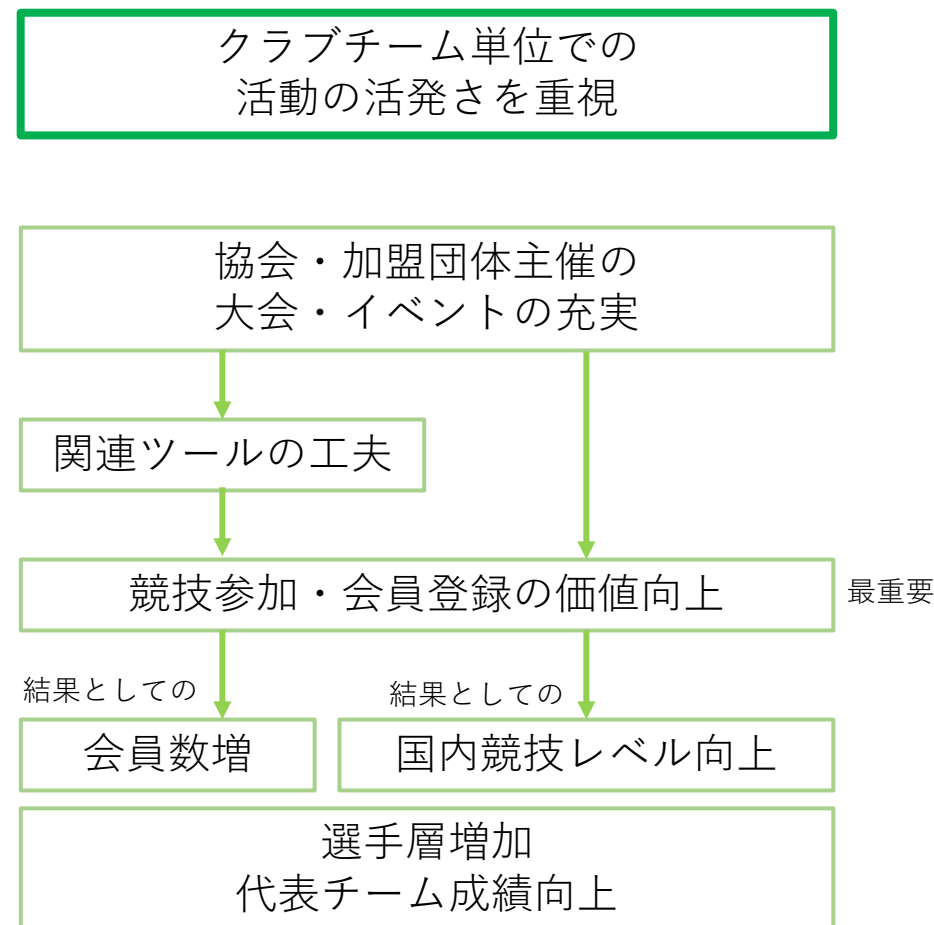 クラブチーム単位での
活動の活発さを重視
協会・加盟団体主催の
大会・イベントの充実
関連ツールの工夫
競技参加・会員登録の価値向上
最重要
結果としての
結果としての
会員数増
国内競技レベル向上
選手層増加
代表チーム成績向上